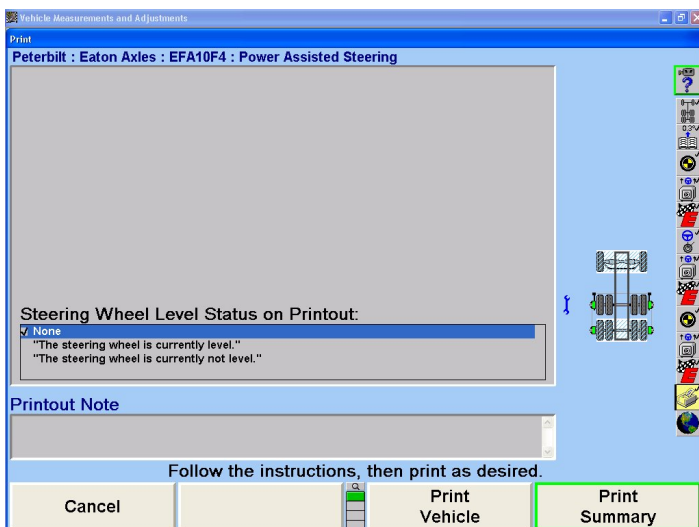 Vehicle Measurements and Adjustments
Print
Peterbilt : Eaton Axles : EFA10F4 : Power Assisted Steering
0.3°
Steering Wheel Level Status on Printout:
None
"The steering wheel is currently level."
"The steering wheel is currently not level."
Printout Note
Follow the instructions, then print as desired.
Cancel
Print
Vehicle
Print
Summary